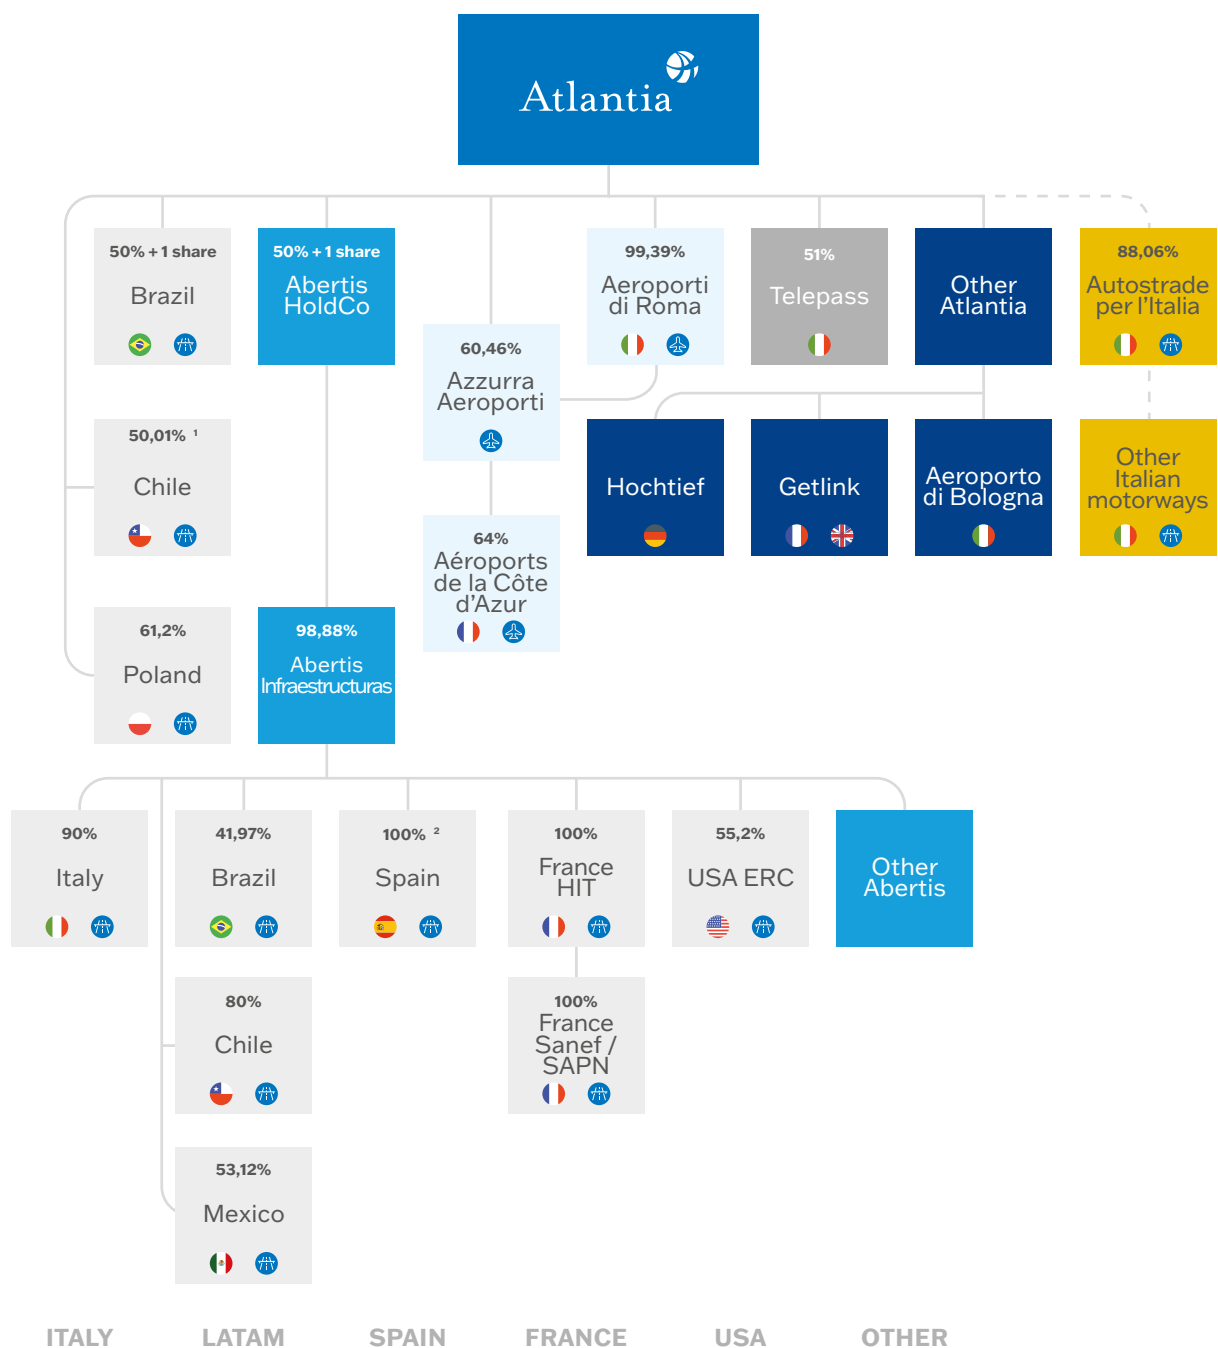 Atlantia
50% + 1 share
Brazil
50% + 1 share
Abertis
HoldCo
99,39%
Aeroporti
di Roma
51%
Telepass
Other
Atlantia
88,06%
Autostrade
per l'Italia
60,46%
Azzurra
Aeroporti
50,01% 1
Chile
Hochtief
Getlink
Aeroporto
di Bologna
Other
Italian
motorways
64%
Aéroports
de la Côte
d'Azur
61,2%
Poland
98,88%
Abertis
Infraestructuras
90%
Italy
41,97%
Brazil
100% 2
Spain
100%
France
HIT
55,2%
USA ERC
Other
Abertis
80%
Chile
100%
France
Sanef /
SAPN
53,12%
Mexico
ITALY
LATAM
SPAIN
FRANCE
USA
OTHER